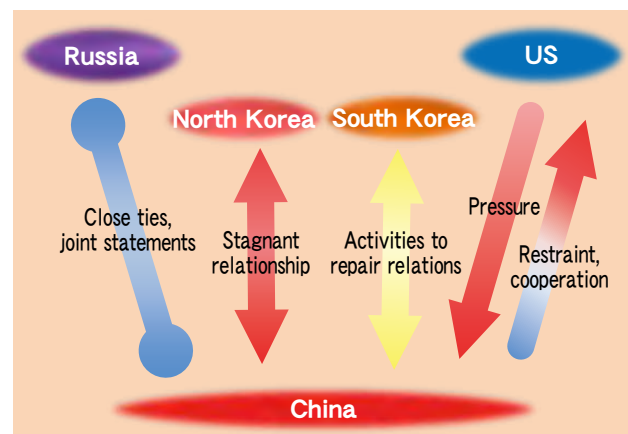 Russia
US
North Korea
South Korea
Close ties,
joint statements
Stagnant
relationship
Activities to
repair relations
Pressure
Restraint,
cooperation
China